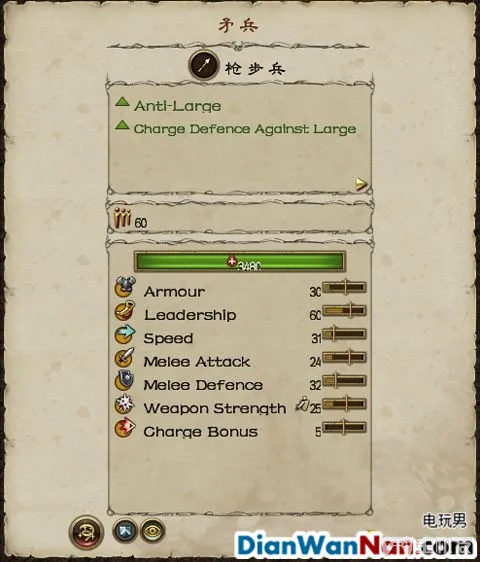 矛兵
枪步兵
Anti-Large
Charge Defence Against Large
60
3480
Armour 30
Leadership 60
Speed 31
Melee Attack 24
Melee Defence 32
Weapon Strength 25
Charge Bonus 5
电玩男
DianWanNan.com